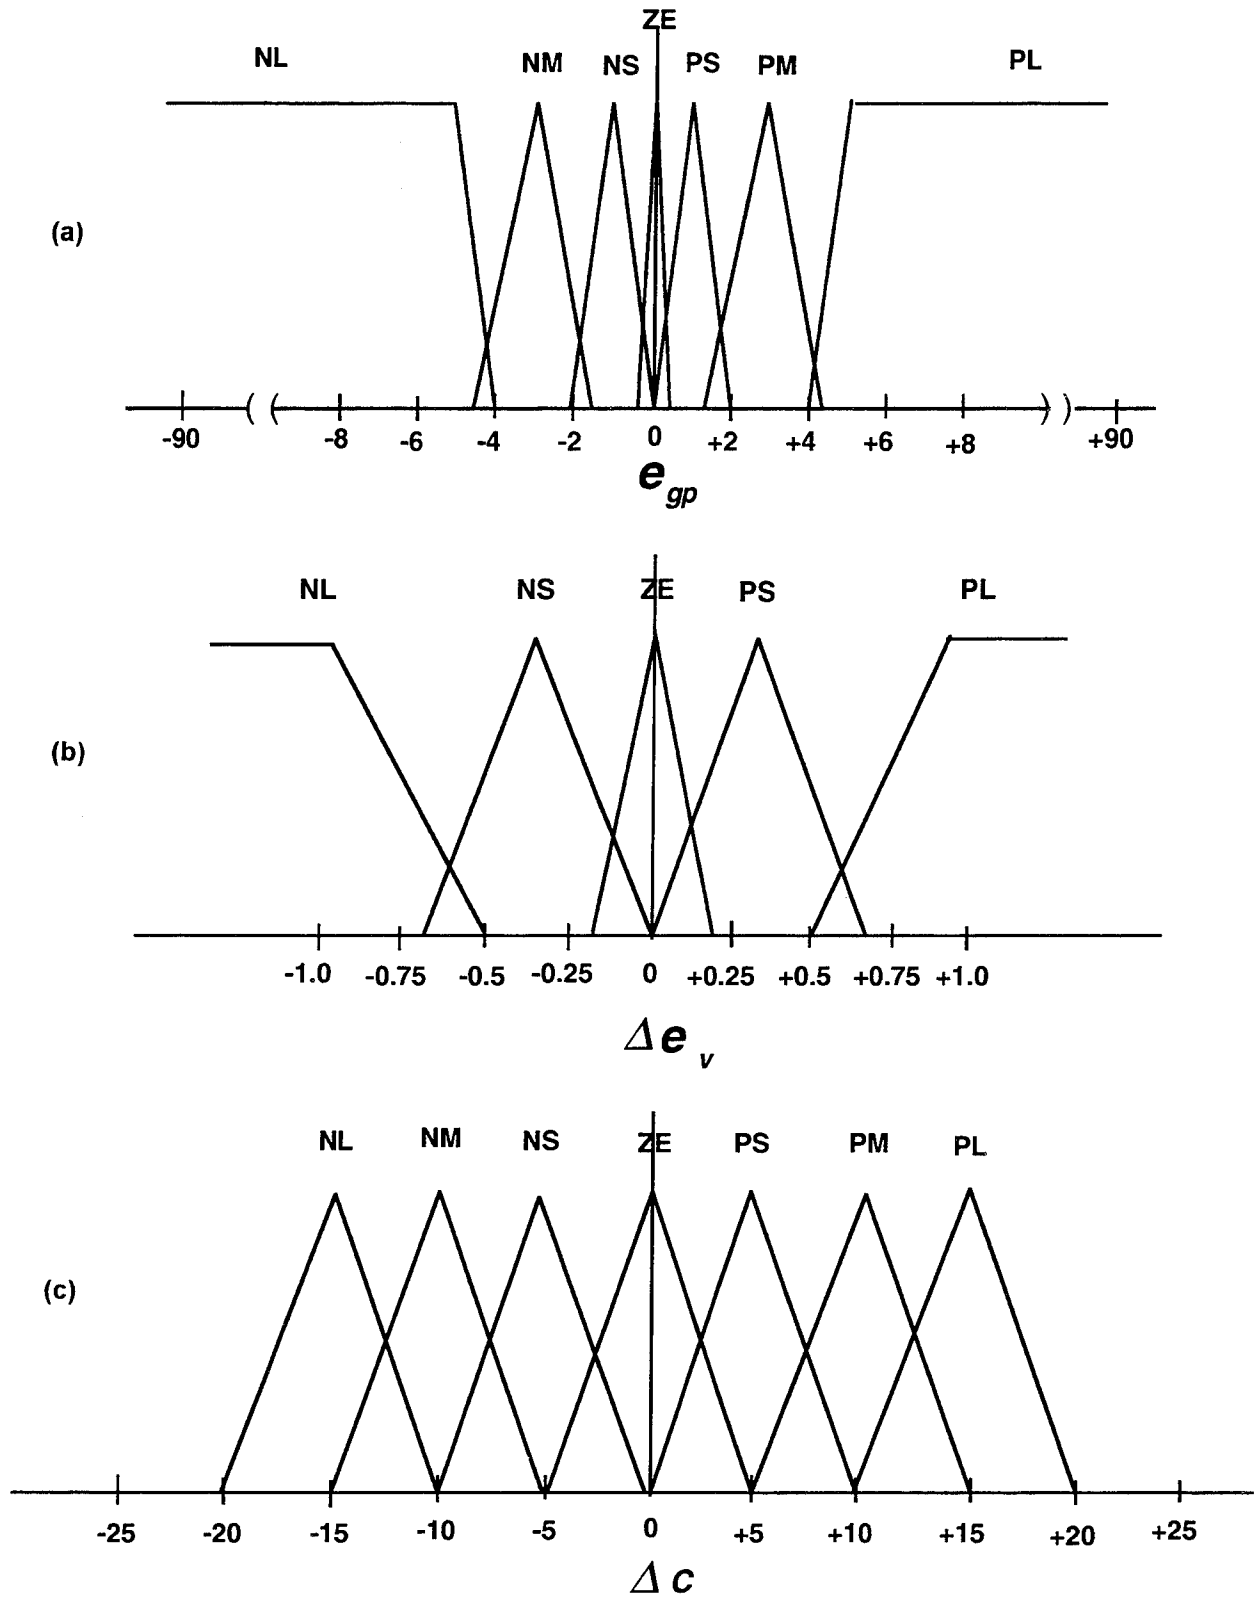 ZE
NL NM NS PS PM PL
(a)
-90 ( ( -8 -6 -4 -2 0 +2 +4 +6 +8 ) ) +90
e gp
NL NS ZE PS PL
(b)
-1.0 -0.75 -0.5 -0.25 0 +0.25 +0.5 +0.75 +1.0
Δe v
NL NM NS ZE PS PM PL
(c)
-25 -20 -15 -10 -5 0 +5 +10 +15 +20 +25
Δc